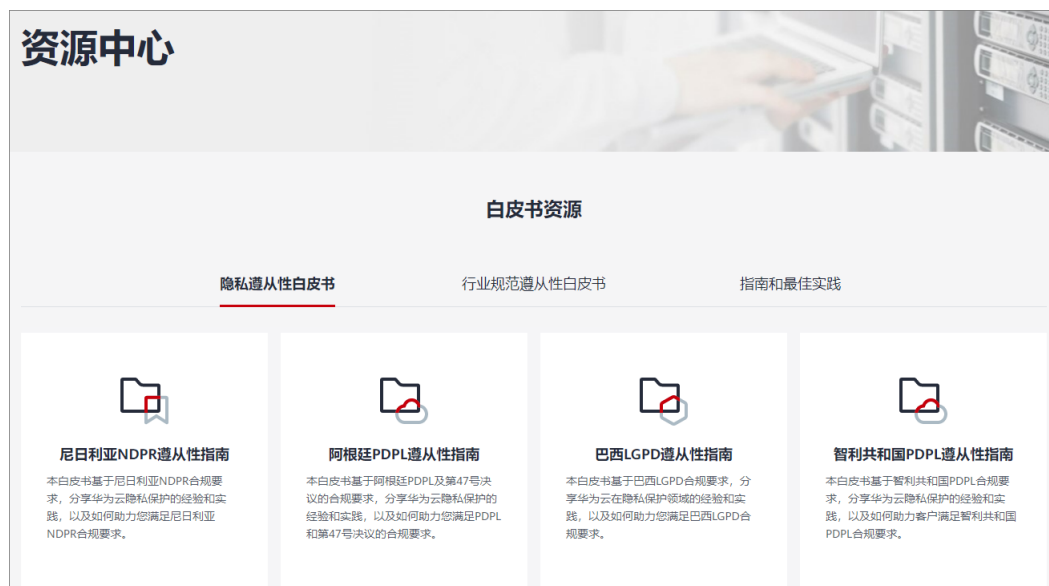 资源中心
白皮书资源
隐私遵从性白皮书
行业规范遵从性白皮书
指南和最佳实践
尼日利亚NDPR遵从性指南
本白皮书基于尼日利亚NDPR合规要
求，分享华为云隐私保护的经验和实
践，以及如何助力您满足尼日利亚
NDPR合规要求。
阿根廷PDPL遵从性指南
本白皮书基于阿根廷PDPL及第47号决
议的合规要求，分享华为云隐私保护的
经验和实践，以及如何助力您满足PDPL
和第47号决议的合规要求。
巴西LGPD遵从性指南
本白皮书基于巴西LGPD合规要求，分
享华为云在隐私保护领域的经验和实
践，以及如何助力您满足巴西LGPD合
规要求。
智利共和国PDPL遵从性指南
本白皮书基于智利共和国PDPL合规要
求，分享华为云隐私保护的经验和实
践，以及如何助力客户满足智利共和国
PDPL合规要求。